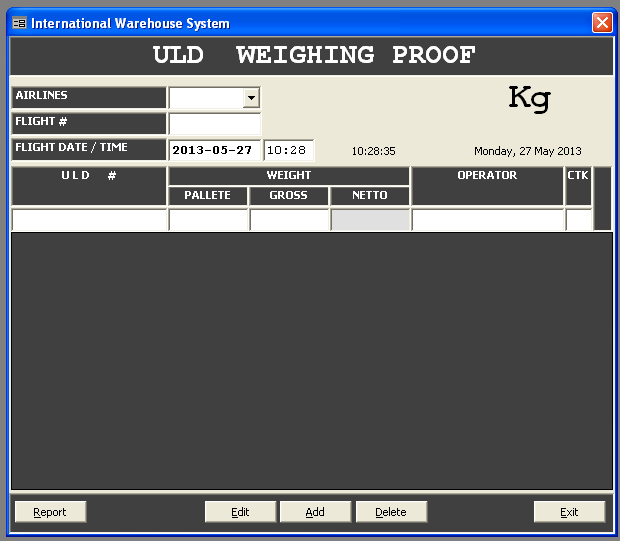 International Warehouse System
ULD WEIGHING PROOF
AIRLINES
Kg
FLIGHT #
FLIGHT DATE / TIME 2013-05-27 10:28 10:28:35 Monday, 27 May 2013
U L D # WEIGHT OPERATOR CTK
PALLETE GROSS NETTO
Report Edit Add Delete Exit